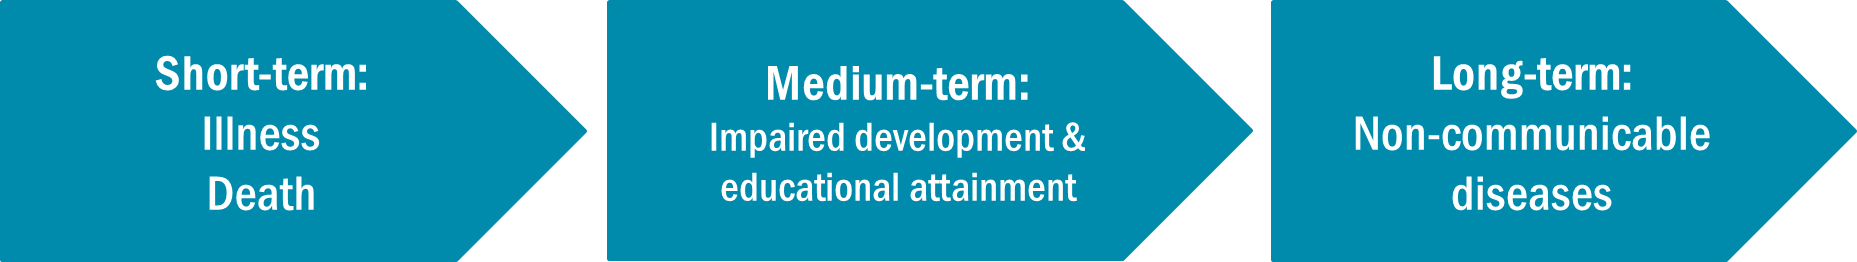 Short-term:
Illness
Death
Medium-term:
Impaired development &
educational attainment
Long-term:
Non-communicable
diseases